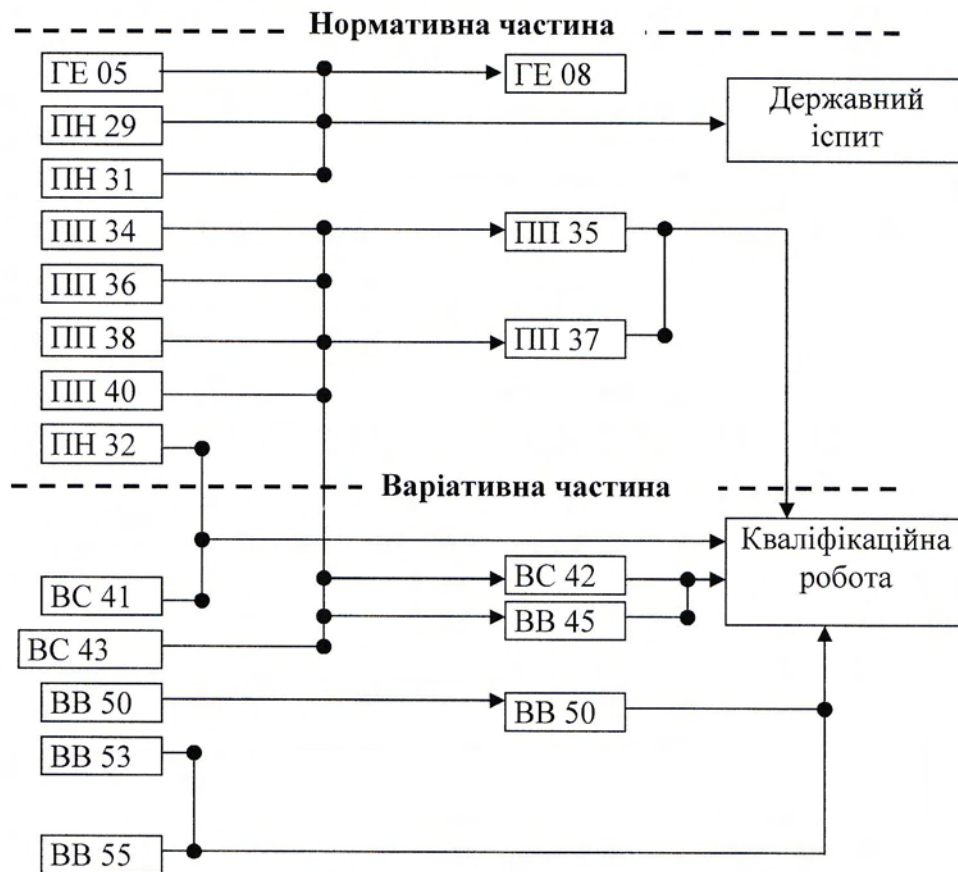 Нормативна частина
ГЕ 05
ГЕ 08
Державний
іспит
ПН 29
ПН 31
ПП 34
ПП 35
ПП 36
ПП 38
ПП 37
ПП 40
ПН 32
Варіативна частина
Кваліфікаційна
робота
ВС 41
ВС 42
ВВ 45
ВС 43
ВВ 50
ВВ 50
ВВ 53
ВВ 55